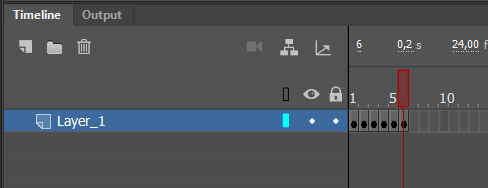 Timeline Output
6 0,2 s 24,00 f
1 5 10
Layer_1